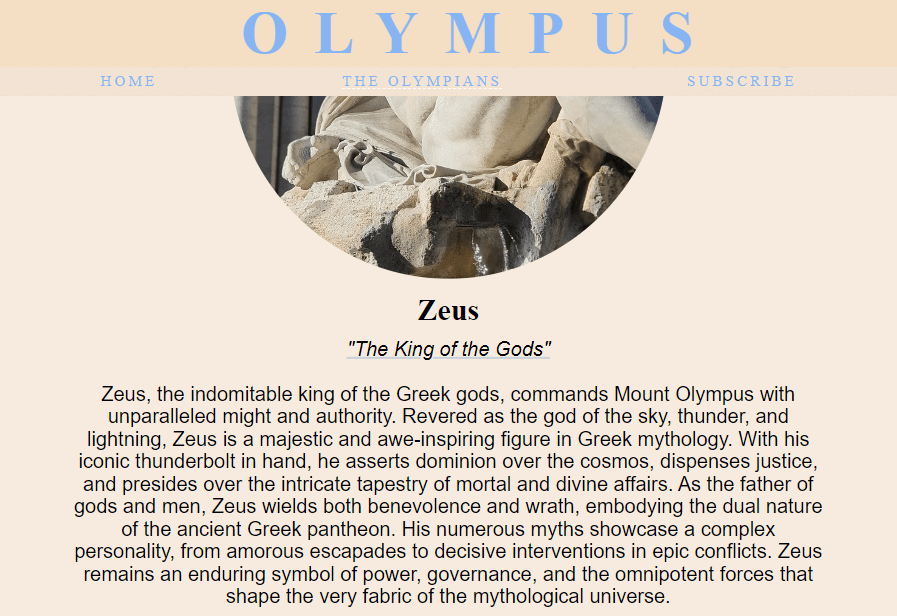 OLYMPUS
HOME THE OLYMPIANS SUBSCRIBE
Zeus
"The King of the Gods"
Zeus, the indomitable king of the Greek gods, commands Mount Olympus with
unparalleled might and authority. Revered as the god of the sky, thunder, and
lightning, Zeus is a majestic and awe-inspiring figure in Greek mythology. With his
iconic thunderbolt in hand, he asserts dominion over the cosmos, dispenses justice,
and presides over the intricate tapestry of mortal and divine affairs. As the father of
gods and men, Zeus wields both benevolence and wrath, embodying the dual nature
of the ancient Greek pantheon. His numerous myths showcase a complex
personality, from amorous escapades to decisive interventions in epic conflicts. Zeus
remains an enduring symbol of power, governance, and the omnipotent forces that
shape the very fabric of the mythological universe.